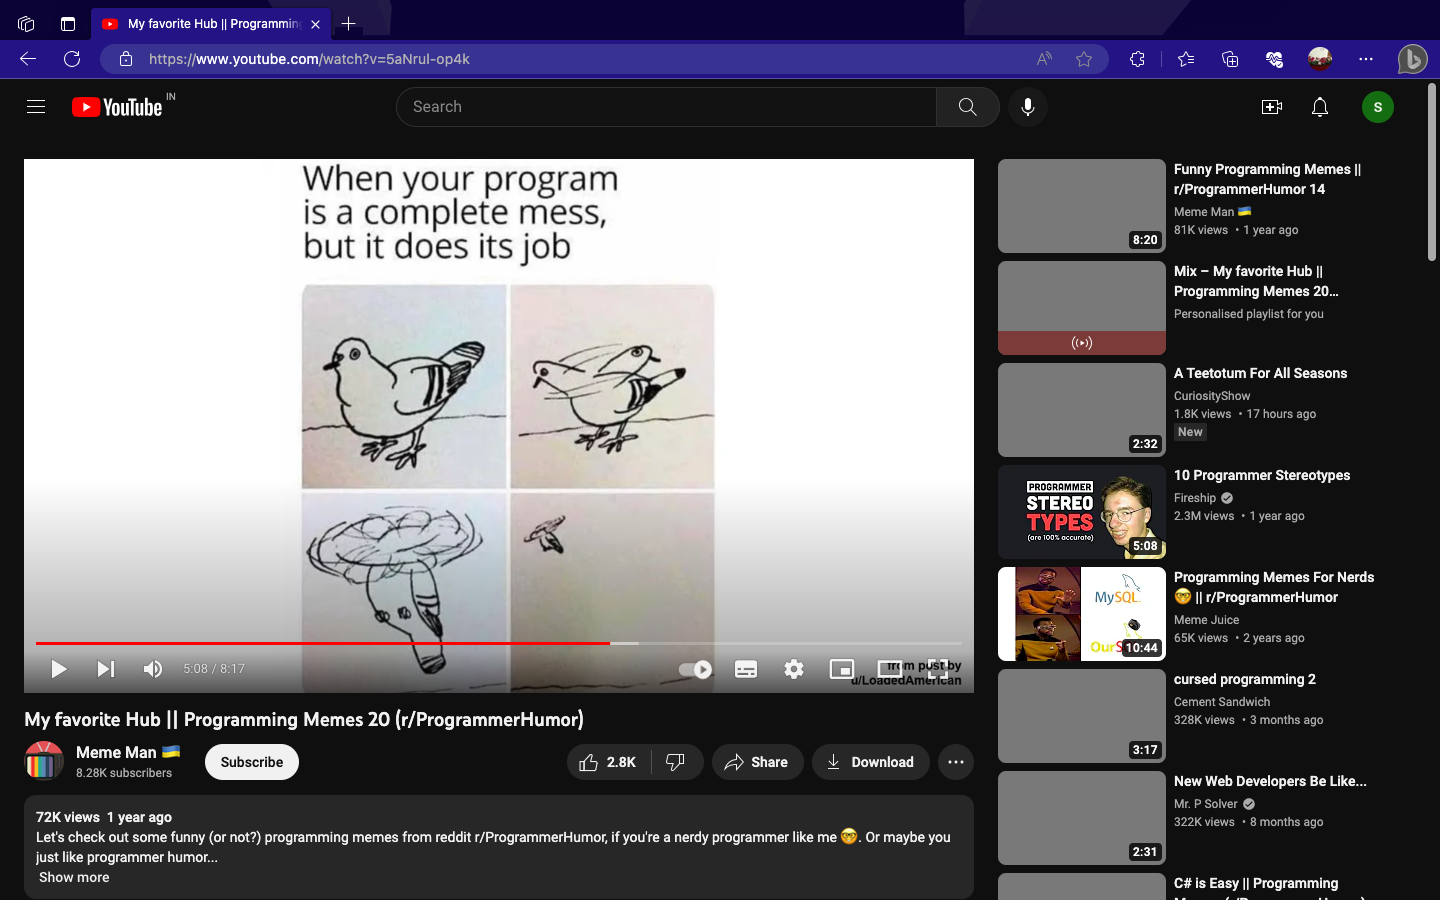 My favorite Hub || Programming
https://www.youtube.com/watch?v=5aNrul-op4k
YouTube IN
Search
S
When your program
is a complete mess,
but it does its job
from post by
u/LoadedAmerican
5:08 / 8:17
My favorite Hub || Programming Memes 20 (r/ProgrammerHumor)
Meme Man 🇺🇦
8.28K subscribers
Subscribe
2.8K
Share
Download
72K views 1 year ago
Let's check out some funny (or not?) programming memes from reddit r/ProgrammerHumor, if you're a nerdy programmer like me 🤓. Or maybe you
just like programmer humor...
Show more
8:20
Funny Programming Memes ||
r/ProgrammerHumor 14
Meme Man 🇺🇦
81K views • 1 year ago
Mix – My favorite Hub ||
Programming Memes 20...
Personalised playlist for you
2:32
A Teetotum For All Seasons
CuriosityShow
1.8K views • 17 hours ago
New
PROGRAMMER
STEREO
TYPES
(are 100% accurate)
5:08
10 Programmer Stereotypes
Fireship
2.3M views • 1 year ago
MySQL
10:44
Programming Memes For Nerds
🤓 || r/ProgrammerHumor
Meme Juice
65K views • 2 years ago
3:17
cursed programming 2
Cement Sandwich
328K views • 3 months ago
2:31
New Web Developers Be Like...
Mr. P Solver
322K views • 8 months ago
C# is Easy || Programming